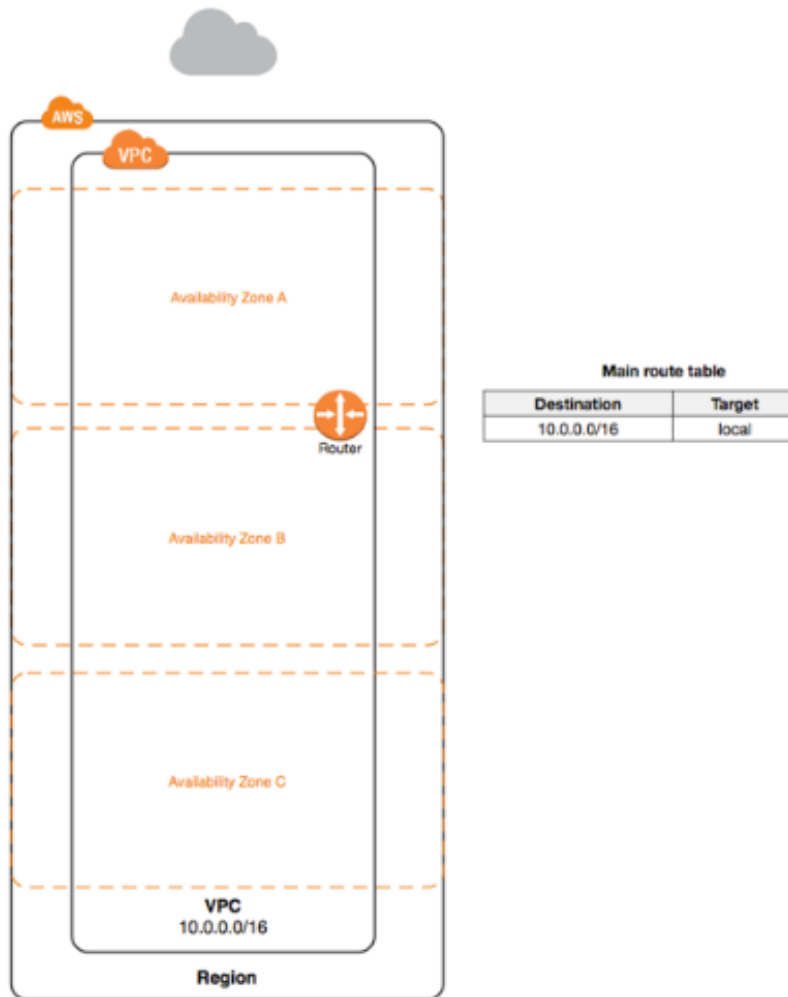 AWS
VPC
Availability Zone A
Router
Availability Zone B
Availability Zone C
VPC
10.0.0.0/16
Region
Main route table
Destination Target
10.0.0.0/16 local